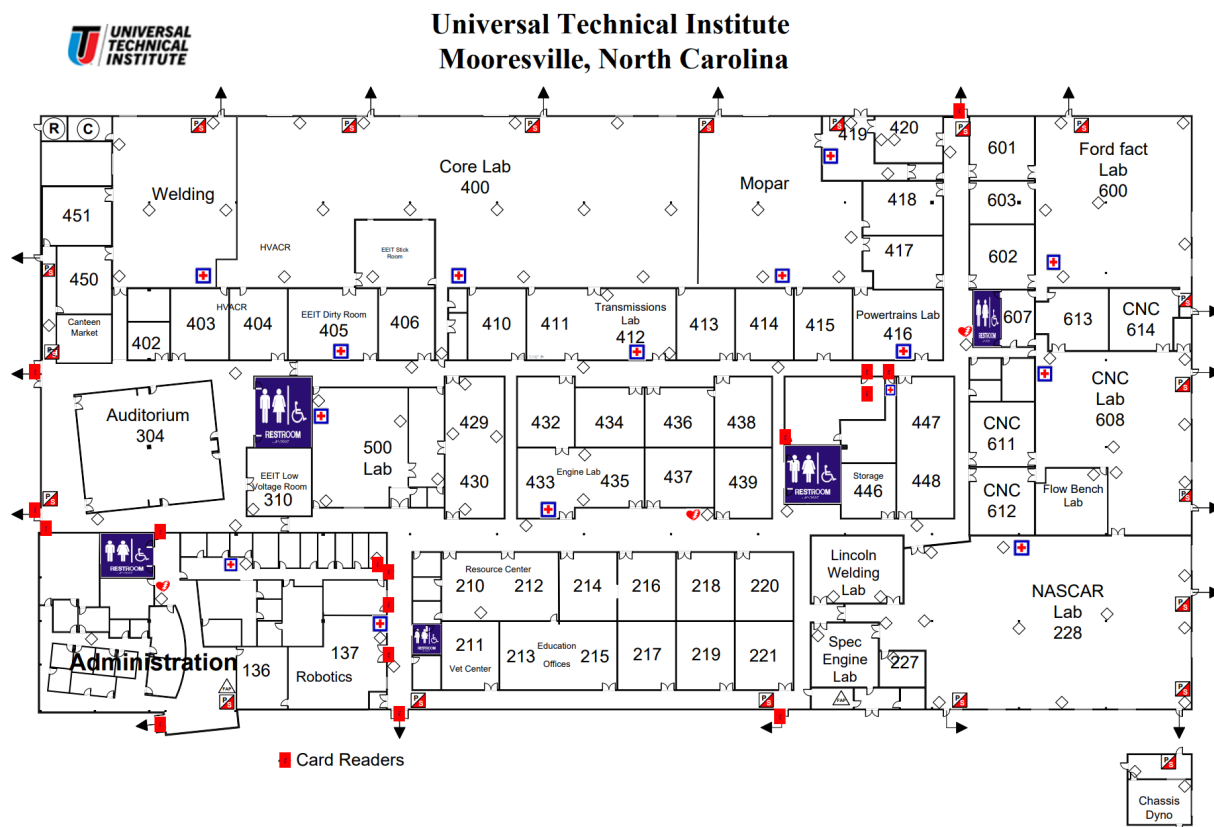 UNIVERSAL
TECHNICAL
INSTITUTE
Universal Technical Institute
Mooresville, North Carolina
R
C
419
420
601
Ford fact
Lab
600
Welding
Core Lab
400
Mopar
451
418
603
HVACR
EEIT Stick
Room
417
602
450
HVACR
403
404
EEIT Dirty Room
405
406
410
411
Transmissions
Lab
412
413
414
415
Powertrains Lab
416
607
613
CNC
614
Canteen
Market
402
Auditorium
304
RESTROOM
500
Lab
429
432
434
436
438
447
CNC
Lab
608
CNC
611
EEIT Low
Voltage Room
310
430
433
Engine Lab
435
437
439
RESTROOM
Storage
446
448
CNC
612
Flow Bench
Lab
RESTROOM
Resource Center
210
212
214
216
218
220
Lincoln
Welding
Lab
NASCAR
Lab
228
Administration
136
137
Robotics
RESTROOM
211
Vet Center
213
Education
Offices
215
217
219
221
Spec
Engine
Lab
227
FAP
FAP
Card Readers
Chassis
Dyno